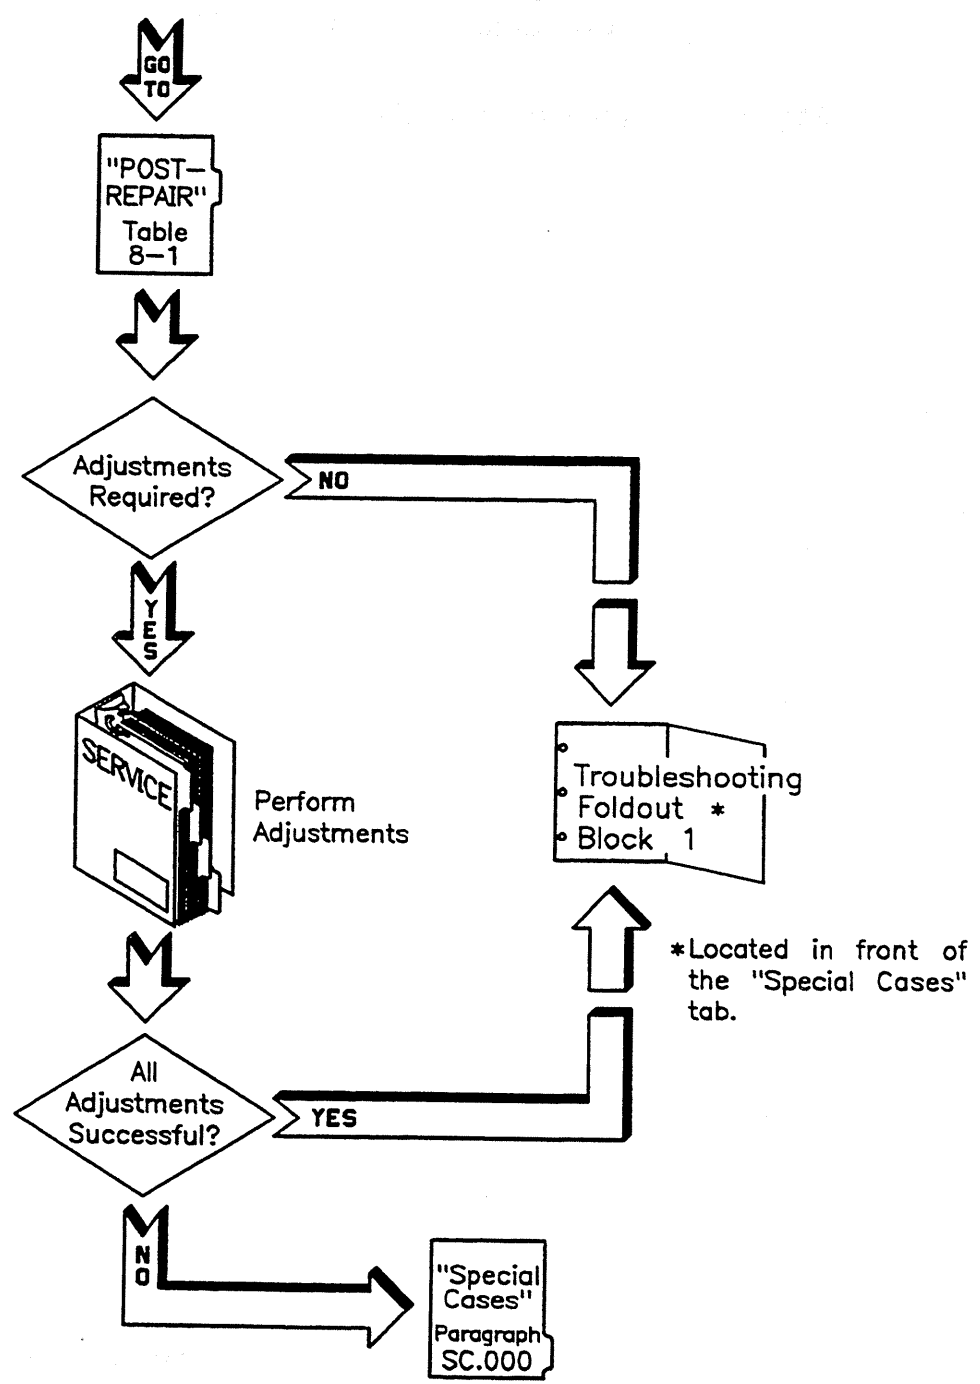 GO
TO
"POST-
REPAIR"
Table
8-1
Adjustments
Required?
NO
YES
SERVICE
Perform
Adjustments
Troubleshooting
Foldout *
Block 1
*Located in front of
the "Special Cases"
tab.
All
Adjustments
Successful?
YES
NO
"Special
Cases"
Paragraph
SC.000